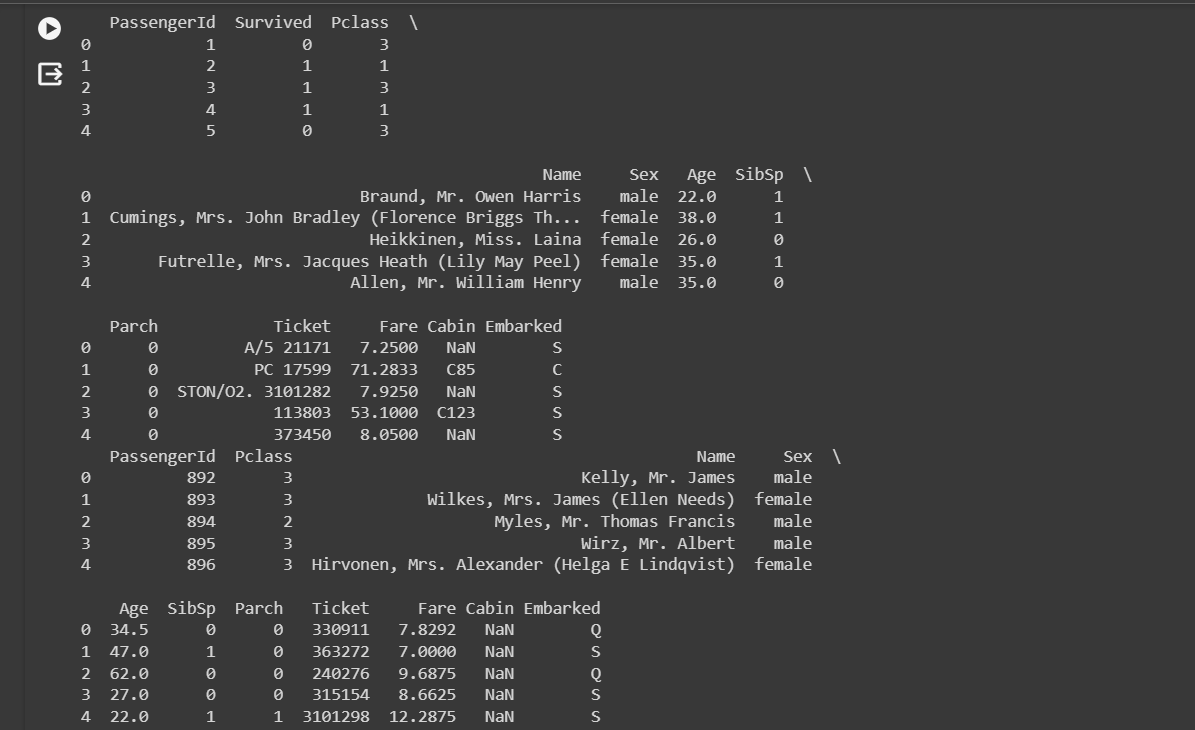 PassengerId  Survived  Pclass  \
0            1         0       3
1            2         1       1
2            3         1       3
3            4         1       1
4            5         0       3

                                             Name     Sex   Age  SibSp  \
0                          Braund, Mr. Owen Harris    male  22.0      1
1  Cumings, Mrs. John Bradley (Florence Briggs Th...  female  38.0      1
2                           Heikkinen, Miss. Laina  female  26.0      0
3     Futrelle, Mrs. Jacques Heath (Lily May Peel)  female  35.0      1
4                         Allen, Mr. William Henry    male  35.0      0

   Parch            Ticket     Fare Cabin Embarked
0      0         A/5 21171   7.2500   NaN        S
1      0          PC 17599  71.2833   C85        C
2      0  STON/O2. 3101282   7.9250   NaN        S
3      0            113803  53.1000  C123        S
4      0            373450   8.0500   NaN        S
   PassengerId  Pclass                                          Name     Sex  \
0          892       3                              Kelly, Mr. James    male
1          893       3              Wilkes, Mrs. James (Ellen Needs)  female
2          894       2                     Myles, Mr. Thomas Francis    male
3          895       3                              Wirz, Mr. Albert    male
4          896       3  Hirvonen, Mrs. Alexander (Helga E Lindqvist)  female

    Age  SibSp  Parch   Ticket     Fare Cabin Embarked
0  34.5      0      0   330911   7.8292   NaN        Q
1  47.0      1      0   363272   7.0000   NaN        S
2  62.0      0      0   240276   9.6875   NaN        Q
3  27.0      0      0   315154   8.6625   NaN        S
4  22.0      1      1  3101298  12.2875   NaN        S